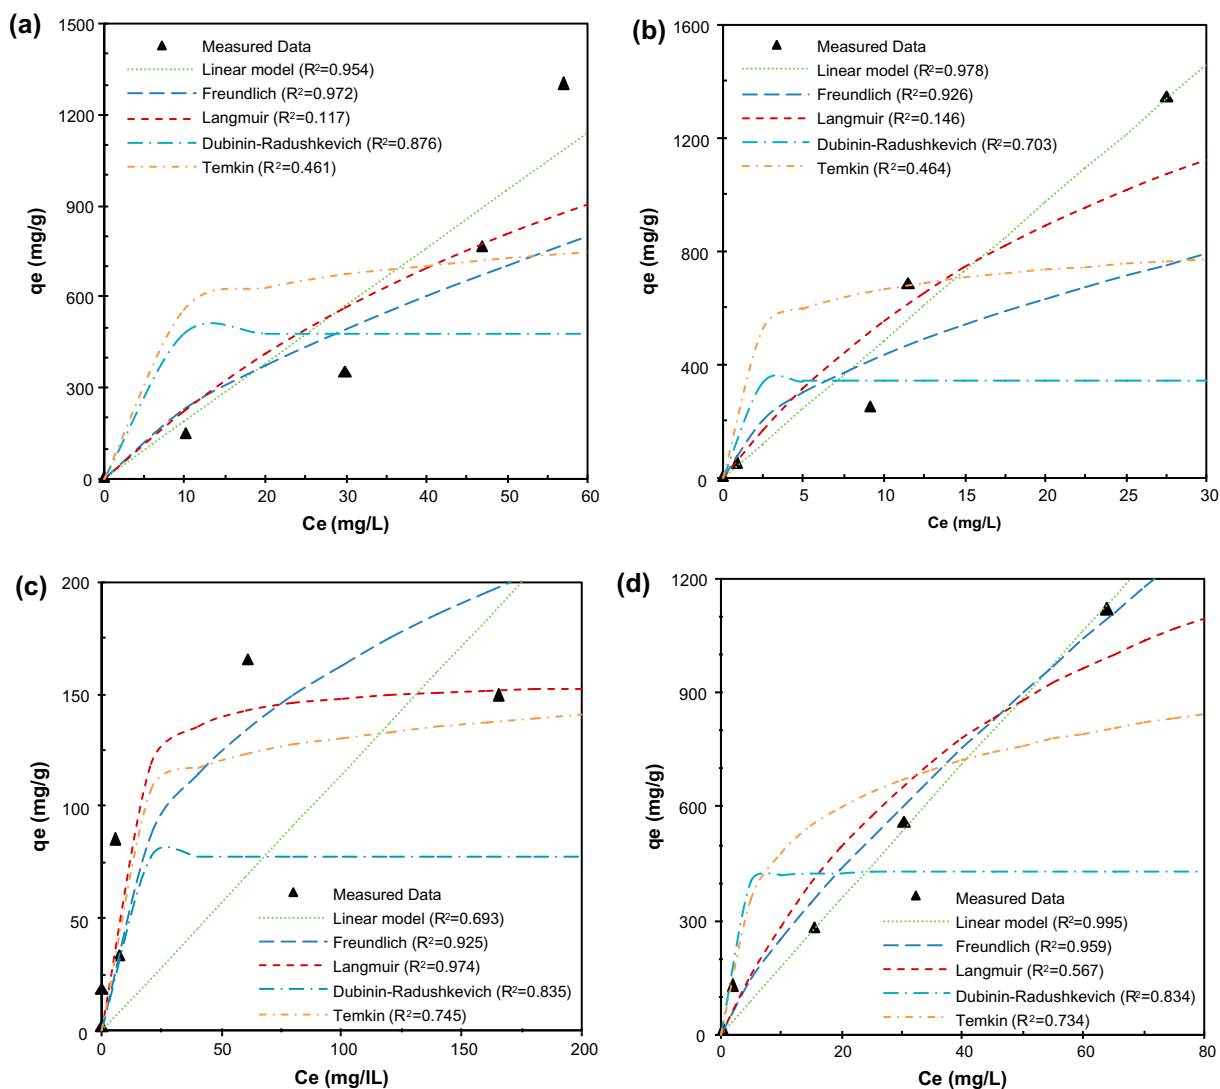 (a)
1500
1200
900
600
300
0
qe (mg/g)
Measured Data
Linear model (R²=0.954)
Freundlich (R²=0.972)
Langmuir (R²=0.117)
Dubinin-Radushkevich (R²=0.876)
Temkin (R²=0.461)
0 10 20 30 40 50 60
Ce (mg/L)
(b)
1600
1200
800
400
0
qe (mg/g)
Measured Data
Linear model (R²=0.978)
Freundlich (R²=0.926)
Langmuir (R²=0.146)
Dubinin-Radushkevich (R²=0.703)
Temkin (R²=0.464)
0 5 10 15 20 25 30
Ce (mg/L)
(c)
200
150
100
50
0
qe (mg/g)
Measured Data
Linear model (R²=0.693)
Freundlich (R²=0.925)
Langmuir (R²=0.974)
Dubinin-Radushkevich (R²=0.835)
Temkin (R²=0.745)
0 50 100 150 200
Ce (mg/lL)
(d)
1200
900
600
300
0
qe (mg/g)
Measured Data
Linear model (R²=0.995)
Freundlich (R²=0.959)
Langmuir (R²=0.567)
Dubinin-Radushkevich (R²=0.834)
Temkin (R²=0.734)
0 20 40 60 80
Ce (mg/L)